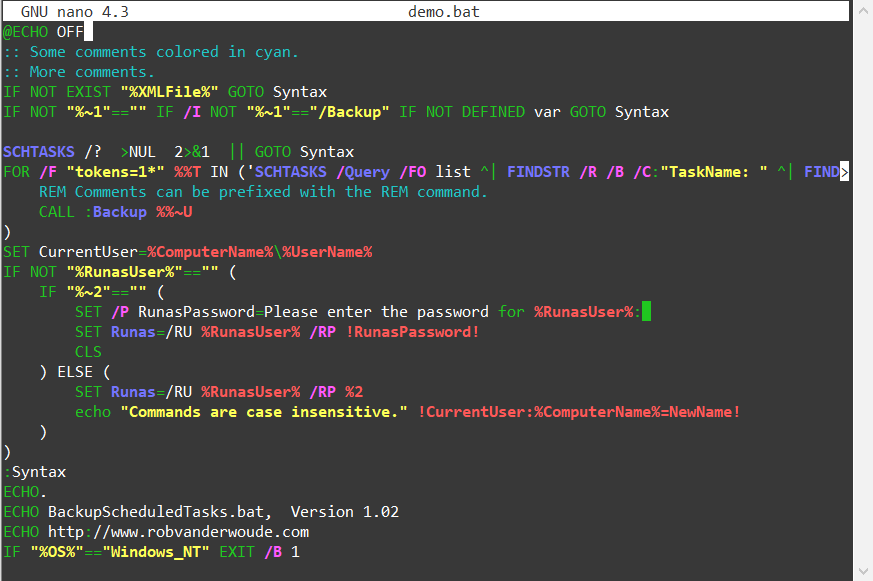 GNU nano 4.3 demo.bat
@ECHO OFF
:: Some comments colored in cyan.
:: More comments.
IF NOT EXIST "%XMLFile%" GOTO Syntax
IF NOT "%~1"=="" IF /I NOT "%~1"=="/Backup" IF NOT DEFINED var GOTO Syntax
SCHTASKS /?  >NUL  2>&1  || GOTO Syntax
FOR /F "tokens=1*" %%T IN ('SCHTASKS /Query /FO list ^| FINDSTR /R /B /C:"TaskName: " ^| FIND>
    REM Comments can be prefixed with the REM command.
    CALL :Backup %%~U
)
SET CurrentUser=%ComputerName%\%UserName%
IF NOT "%RunasUser%"=="" (
    IF "%~2"=="" (
        SET /P RunasPassword=Please enter the password for %RunasUser%:
        SET Runas=/RU %RunasUser% /RP !RunasPassword!
        CLS
    ) ELSE (
        SET Runas=/RU %RunasUser% /RP %2
        echo "Commands are case insensitive." !CurrentUser:%ComputerName%=NewName!
    )
)
:Syntax
ECHO.
ECHO BackupScheduledTasks.bat,  Version 1.02
ECHO http://www.robvanderwoude.com
IF "%OS%"=="Windows_NT" EXIT /B 1